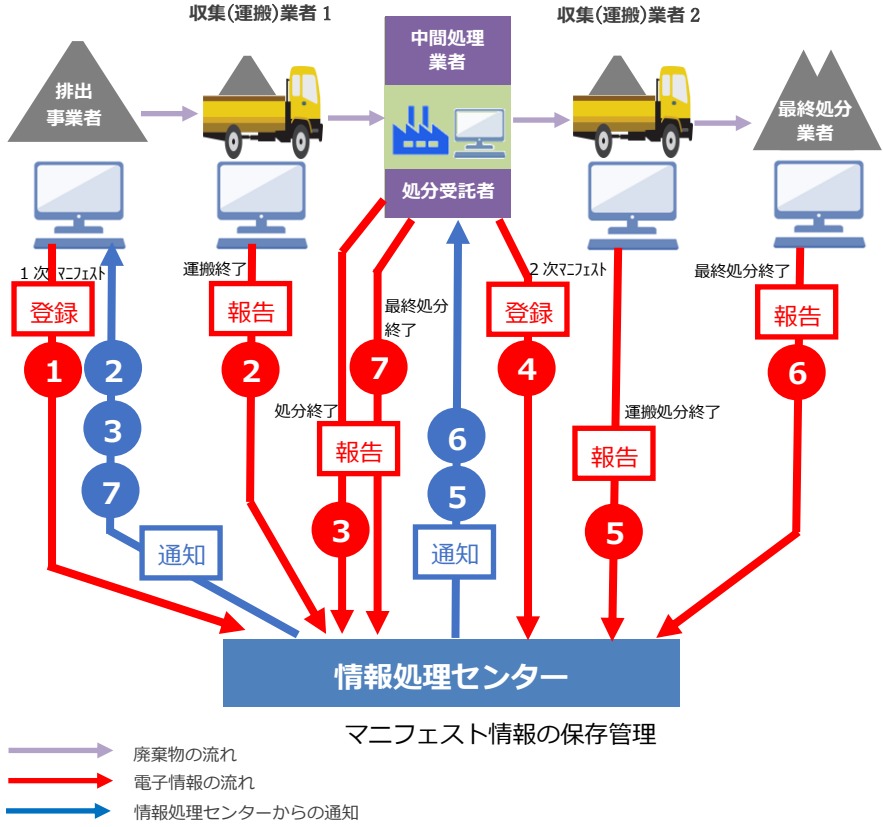 収集(運搬)業者 1
収集(運搬)業者 2
中間処理
業者
排出
事業者
最終処分
業者
処分受託者
1 次 マニフェスト
運搬終了
最終処分
終了
2 次マニフェスト
最終処分終了
登録
報告
登録
報告
1
2
3
7
2
7
4
6
処分終了
運搬処分終了
報告
報告
6
5
3
5
通知
通知
情報処理センター
マニフェスト情報の保存管理
廃棄物の流れ
電子情報の流れ
情報処理センターからの通知